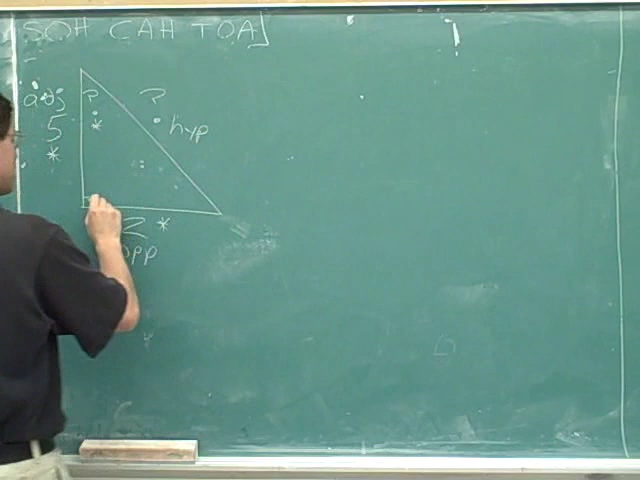 SOH CAH TOA
adj ? ?
5 * hyp
*
2 *
opp